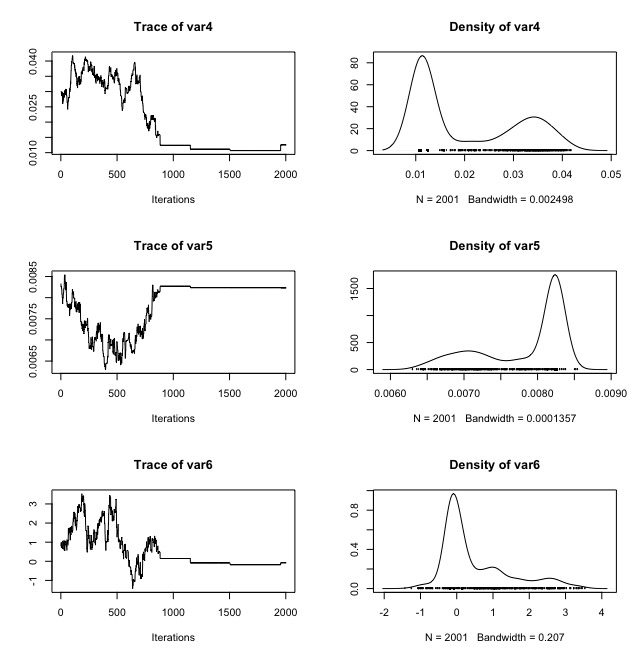 Trace of var4
0.010 0.025 0.040
0 500 1000 1500 2000
Iterations
Density of var4
0 20 40 60 80
0.01 0.02 0.03 0.04 0.05
N = 2001 Bandwidth = 0.002498
Trace of var5
0.0065 0.0075 0.0085
0 500 1000 1500 2000
Iterations
Density of var5
0 500 1500
0.0060 0.0070 0.0080 0.0090
N = 2001 Bandwidth = 0.0001357
Trace of var6
-1 0 1 2 3
0 500 1000 1500 2000
Iterations
Density of var6
0.0 0.4 0.8
-2 -1 0 1 2 3 4
N = 2001 Bandwidth = 0.207